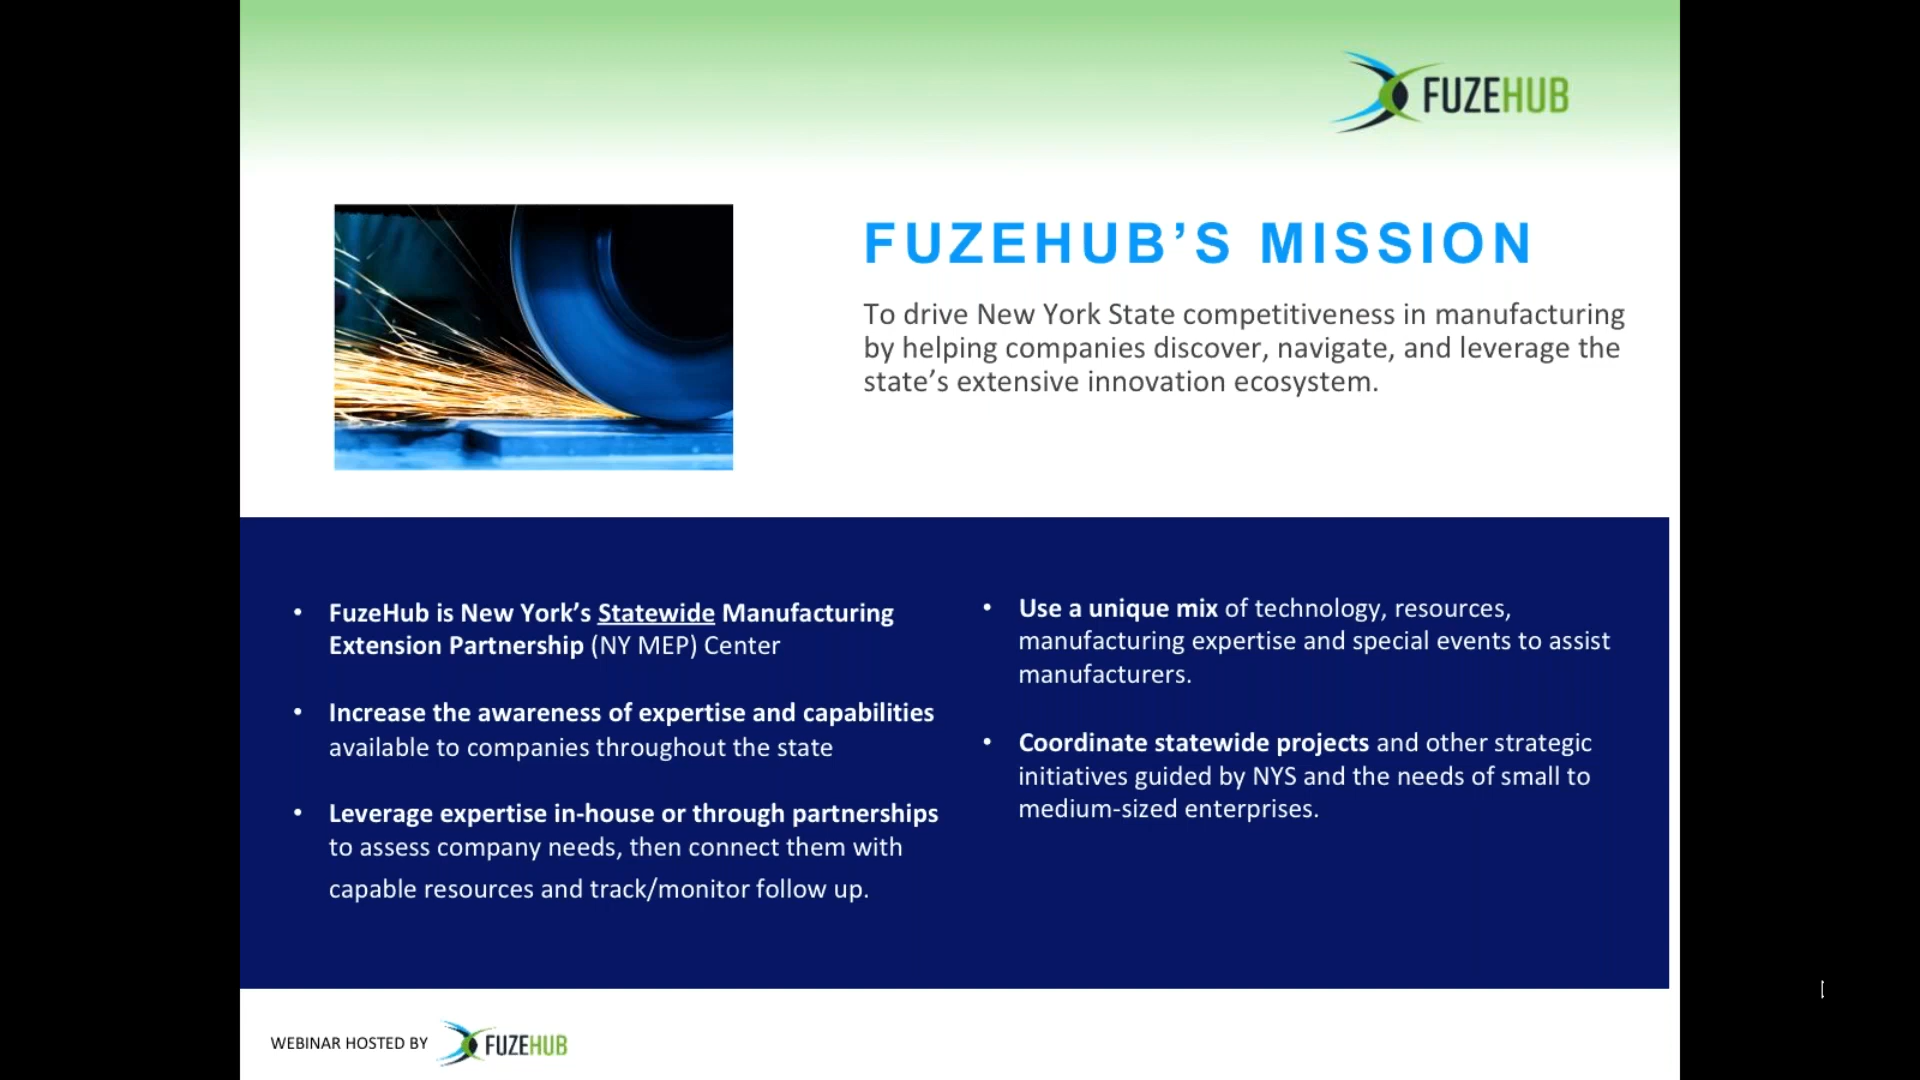 FUZEHUB
FUZEHUB’S MISSION
To drive New York State competitiveness in manufacturing
by helping companies discover, navigate, and leverage the
state’s extensive innovation ecosystem.
• FuzeHub is New York’s Statewide Manufacturing
Extension Partnership (NY MEP) Center
• Increase the awareness of expertise and capabilities
available to companies throughout the state
• Leverage expertise in-house or through partnerships
to assess company needs, then connect them with
capable resources and track/monitor follow up.
• Use a unique mix of technology, resources,
manufacturing expertise and special events to assist
manufacturers.
• Coordinate statewide projects and other strategic
initiatives guided by NYS and the needs of small to
medium-sized enterprises.
WEBINAR HOSTED BY FUZEHUB